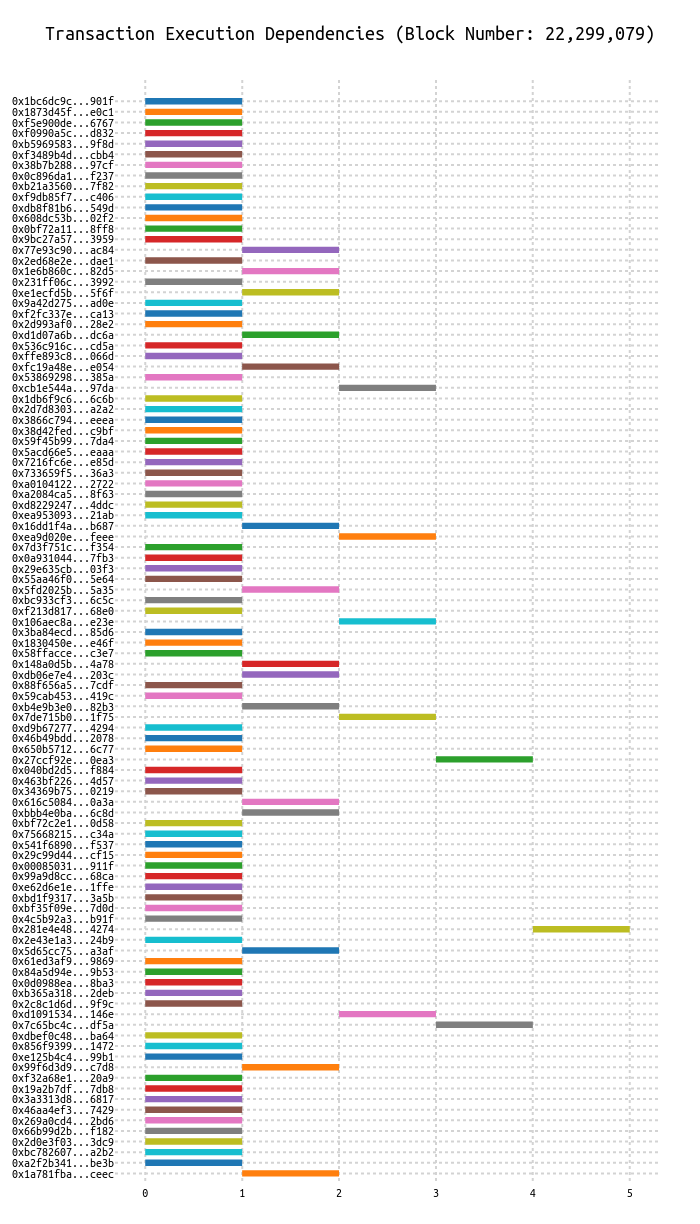 Transaction Execution Dependencies (Block Number: 22,299,079)
0x1bc6dc9c...901f
0x1873d45f...e0c1
0xf5e900de...6767
0xf0990a5c...d832
0xb5969583...9f8d
0xf3489b4d...cbb4
0x38b7b288...97cf
0x0c896da1...f237
0xb21a3560...7f82
0xf9db85f7...c406
0xdb8f81b6...549d
0x608dc53b...02f2
0x0bf72a11...8ff8
0x9bc27a57...3959
0x77e93c90...ac84
0x2ed68e2e...dae1
0x1e6b860c...82d5
0x231ff06c...3992
0xe1ecfd5b...5f6f
0x9a42d275...ad0e
0xf2fc337e...ca13
0x2d993af0...28e2
0xd1d07a6b...dc6a
0x536c916c...cd5a
0xffe893c8...066d
0xfc19a48e...e054
0x53869298...385a
0xcb1e544a...97da
0x1db6f9c6...6c6b
0x2d7d8303...a2a2
0x3866c794...eeea
0x38d42fed...c9bf
0x59f45b99...7da4
0x5acd66e5...eaaa
0x7216fc6e...e85d
0x733659f5...36a3
0xa0104122...2722
0xa2084ca5...8f63
0xd8229247...4ddc
0xea953093...21ab
0x16dd1f4a...b687
0xea9d020e...feee
0x7d3f751c...f354
0x0a931044...7fb3
0x29e635cb...03f3
0x55aa46f0...5e64
0x5fd2025b...5a35
0xbc933cf3...6c5c
0xf213d817...68e0
0x106aec8a...e23e
0x3ba84ecd...85d6
0x1830450e...e46f
0x58ffacce...c3e7
0x148a0d5b...4a78
0xdb06e7e4...203c
0x88f656a5...7cdf
0x59cab453...419c
0xb4e9b3e0...82b3
0x7de715b0...1f75
0xd9b67277...4294
0x46b49bdd...2078
0x650b5712...6c77
0x27ccf92e...0ea3
0x040bd2d5...f884
0x463bf226...4d57
0x34369b75...0219
0x616c5084...0a3a
0xbbb4e0ba...6c8d
0xbf72c2e1...0d58
0x75668215...c34a
0x541f6890...f537
0x29c99d44...cf15
0x00085031...911f
0x99a9d8cc...68ca
0xe62d6e1e...1ffe
0xbd1f9317...3a5b
0xbf35f09e...7d0d
0x4c5b92a3...b91f
0x281e4e48...4274
0x2e43e1a3...24b9
0x5d65cc75...a3af
0x61ed3af9...9869
0x84a5d94e...9b53
0x0d0988ea...8ba3
0xb365a318...2deb
0x2c8c1d6d...9f9c
0xd1091534...146e
0x7c65bc4c...df5a
0xdbef0c48...ba64
0x856f9399...1472
0xe125b4c4...99b1
0x99f6d3d9...c7d8
0xf32a68e1...20a9
0x19a2b7df...7db8
0x3a3313d8...6817
0x46aa4ef3...7429
0x269a0cd4...2bd6
0x66b99d2b...f182
0x2d0e3f03...3dc9
0xbc782607...a2b2
0xa2f2b341...be3b
0x1a781fba...ceec
0 1 2 3 4 5